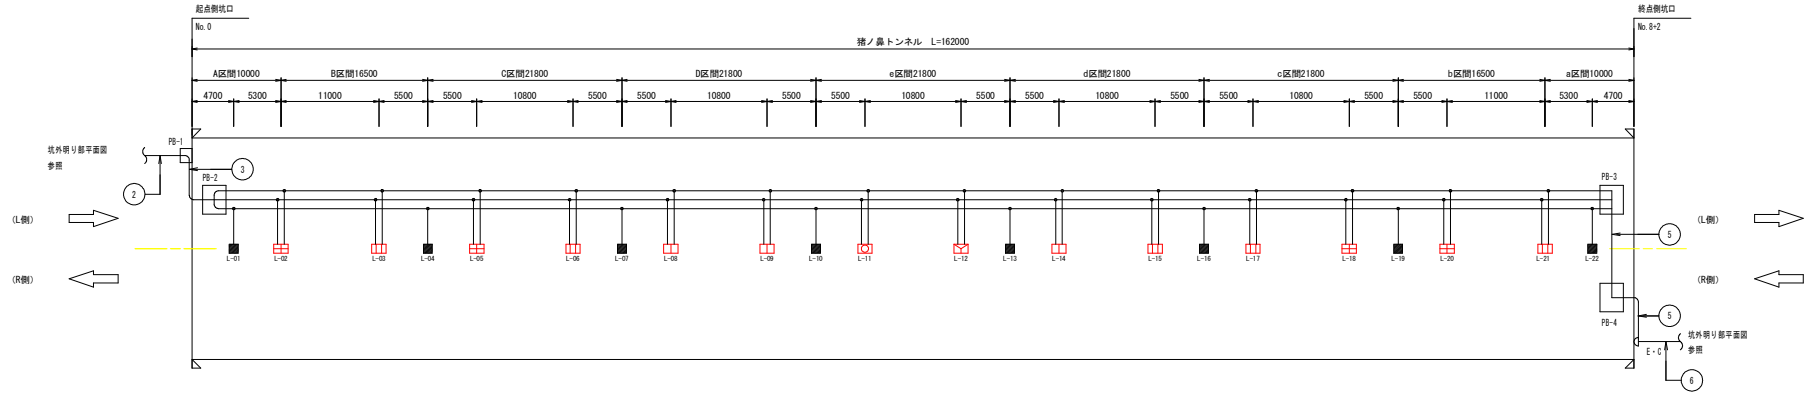 起点側坑口
No.0
終点側坑口
No.8+2
猪ノ鼻トンネル L=162000
A区間10000 B区間16500 C区間21800 D区間21800 e区間21800 d区間21800 c区間21800 b区間16500 a区間10000
4700 5300 11000 5500 5500 10800 5500 5500 10800 5500 5500 10800 5500 5500 10800 5500 5500 10800 5500 5500 11000 5300 4700
PB-1
坑外明り部平面図
参照
3
2
PB-2
PB-3
(L側)
(L側)
5
L-01 L-02 L-03 L-04 L-05 L-06 L-07 L-08 L-09 L-10 L-11 L-12 L-13 L-14 L-15 L-16 L-17 L-18 L-19 L-20 L-21 L-22
(R側)
(R側)
5
PB-4
坑外明り部平面図
参照
E・C
6